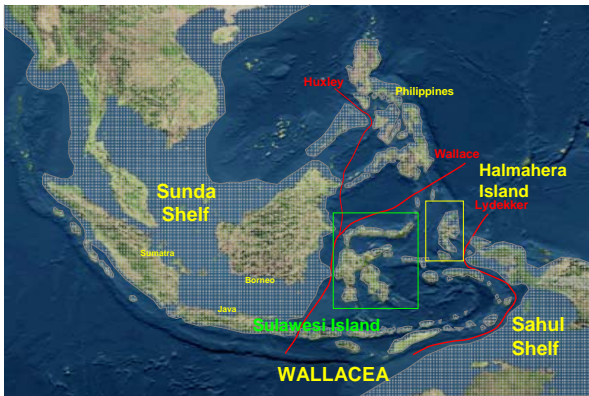 Huxley
Philippines
Wallace
Halmahera
Island
Lydekker
Sunda
Shelf
Sumatra
Borneo
Java
Sulawesi Island
Sahul
Shelf
WALLACEA